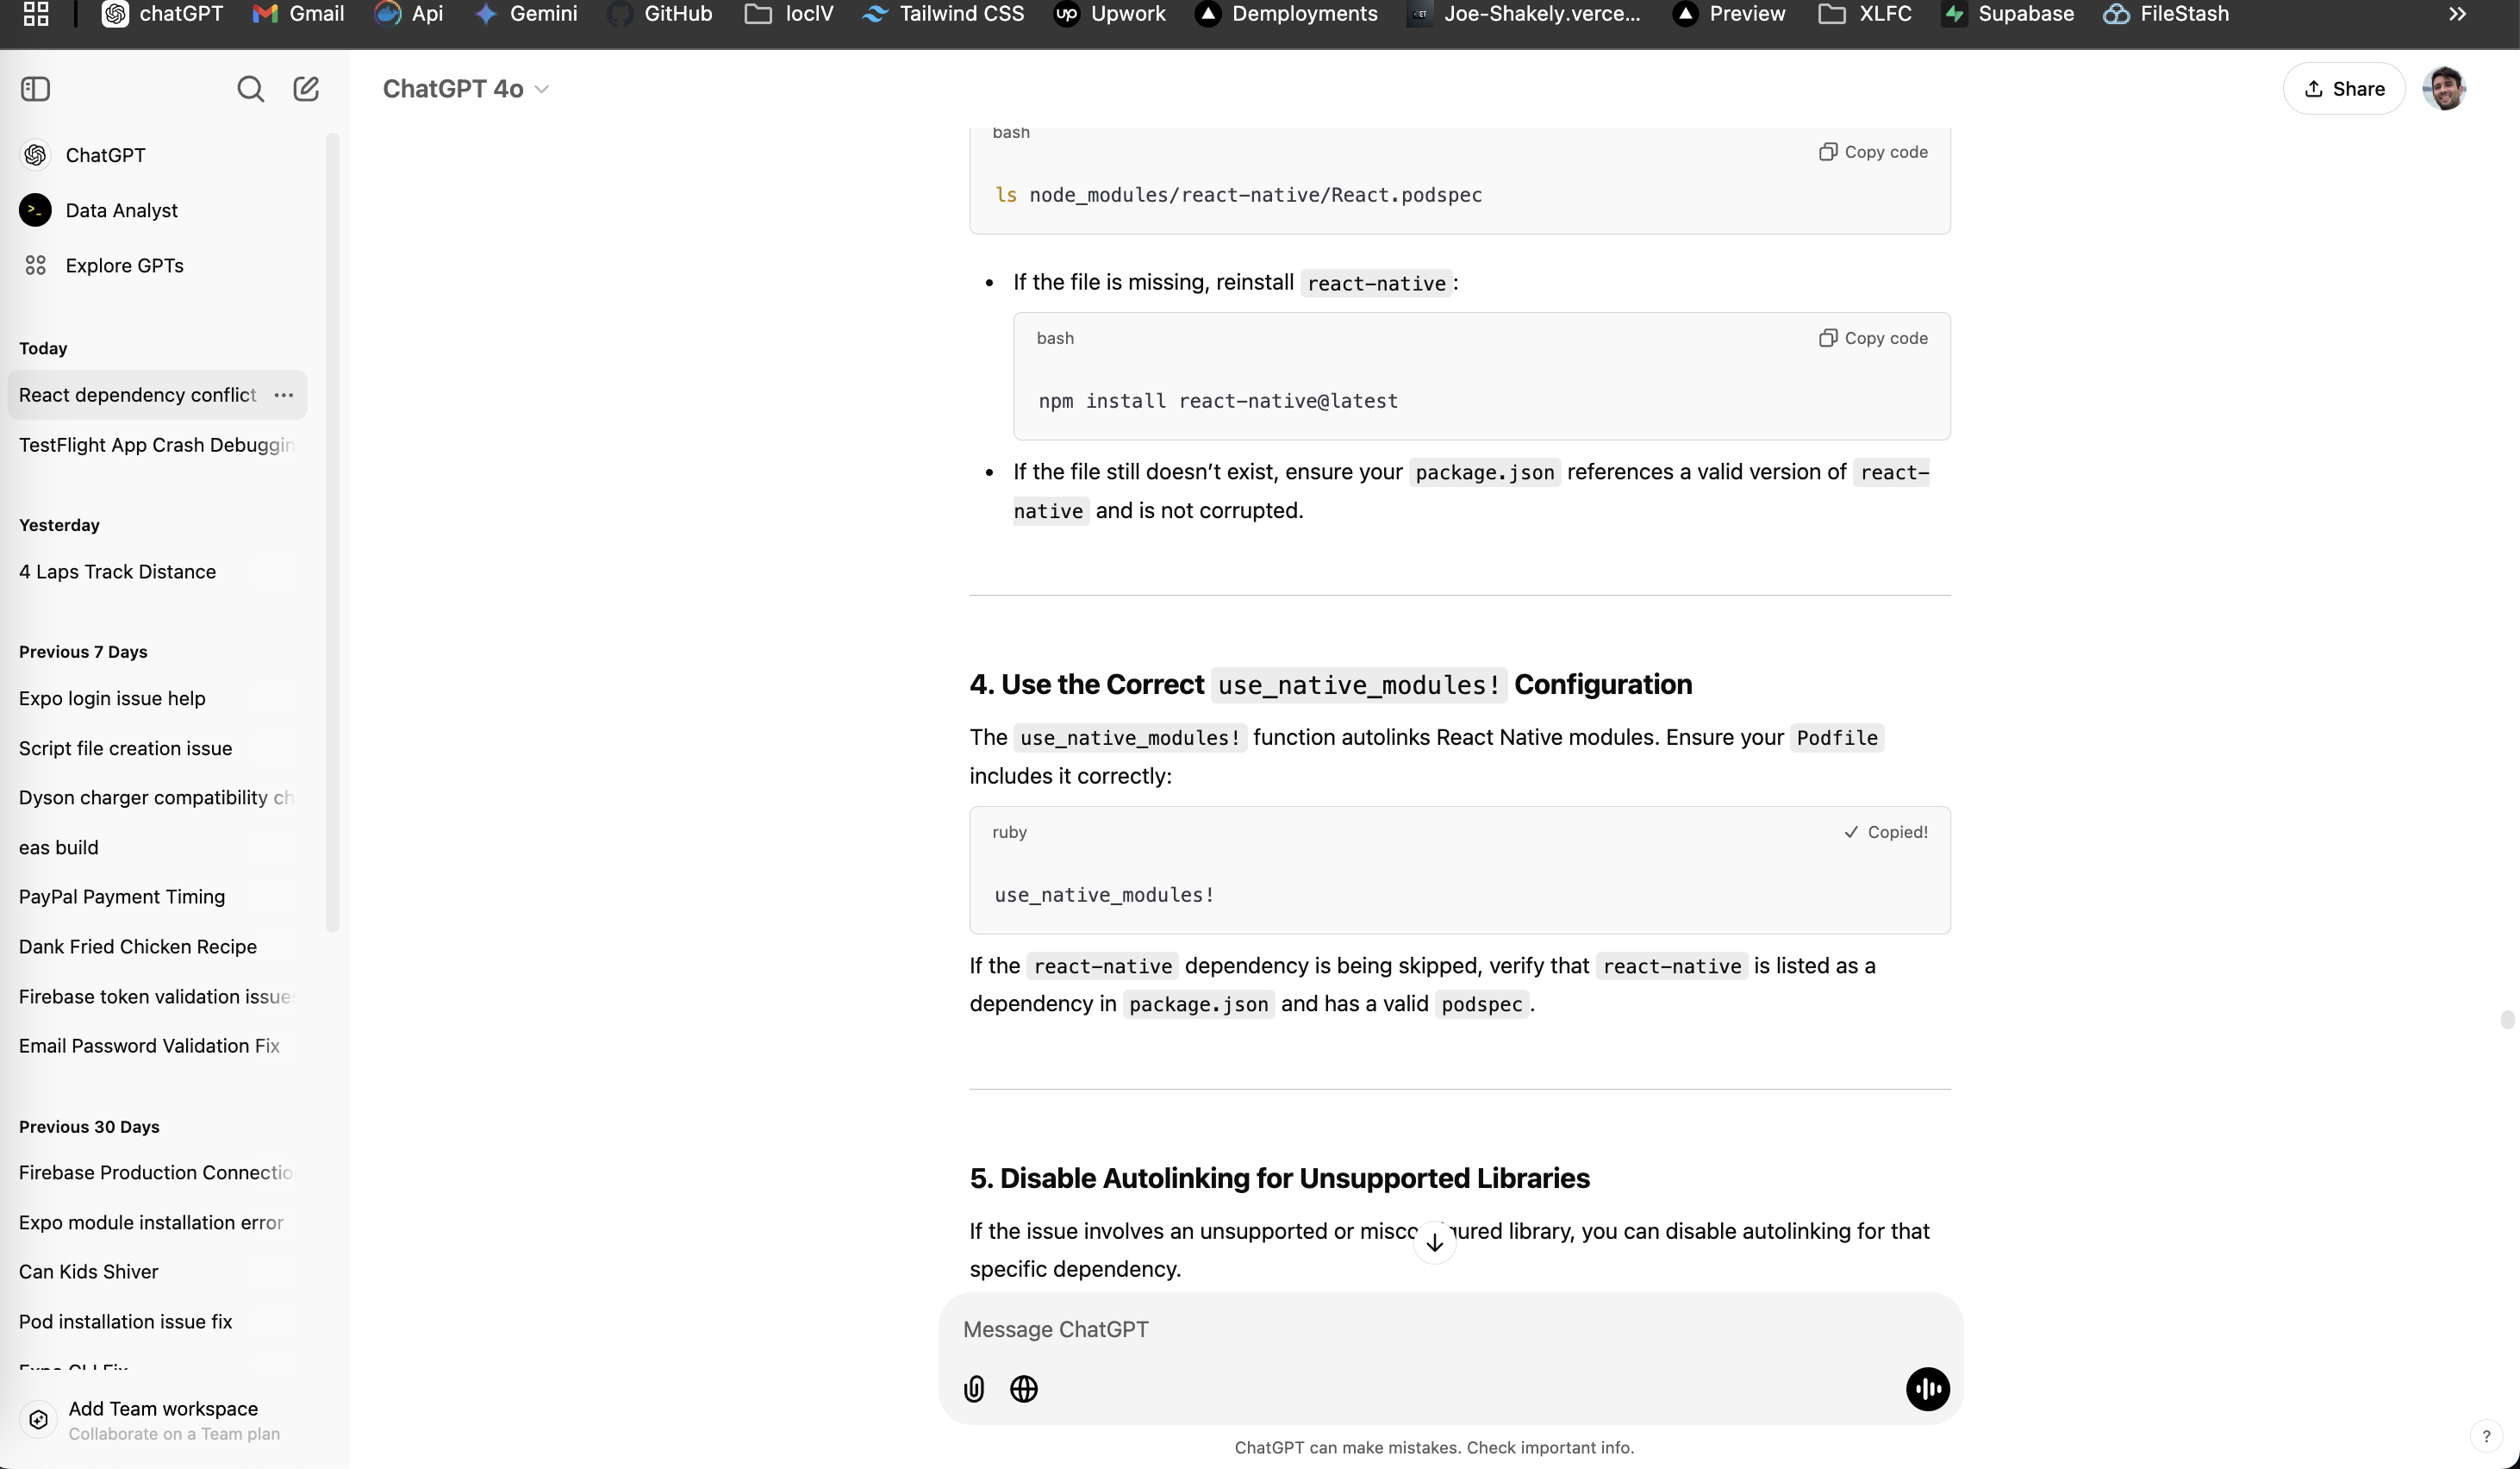 chatGPT Gmail Api Gemini GitHub loclV Tailwind CSS up Upwork Demployments Joe-Shakely.verce... Preview XLFC Supabase FileStash
ChatGPT 4o
Share
ChatGPT
Data Analyst
Explore GPTs
Today
React dependency conflict
TestFlight App Crash Debuggin
Yesterday
4 Laps Track Distance
Previous 7 Days
Expo login issue help
Script file creation issue
Dyson charger compatibility ch
eas build
PayPal Payment Timing
Dank Fried Chicken Recipe
Firebase token validation issues
Email Password Validation Fix
Previous 30 Days
Firebase Production Connectio
Expo module installation error
Can Kids Shiver
Pod installation issue fix
Add Team workspace
Collaborate on a Team plan
bash
Copy code
ls node_modules/react-native/React.podspec
• If the file is missing, reinstall react-native:
bash
Copy code
npm install react-native@latest
• If the file still doesn’t exist, ensure your package.json references a valid version of react-
native and is not corrupted.
4. Use the Correct use_native_modules! Configuration
The use_native_modules! function autolinks React Native modules. Ensure your Podfile
includes it correctly:
ruby
Copied!
use_native_modules!
If the react-native dependency is being skipped, verify that react-native is listed as a
dependency in package.json and has a valid podspec.
5. Disable Autolinking for Unsupported Libraries
If the issue involves an unsupported or misco ured library, you can disable autolinking for that
specific dependency.
Message ChatGPT
ChatGPT can make mistakes. Check important info.
?